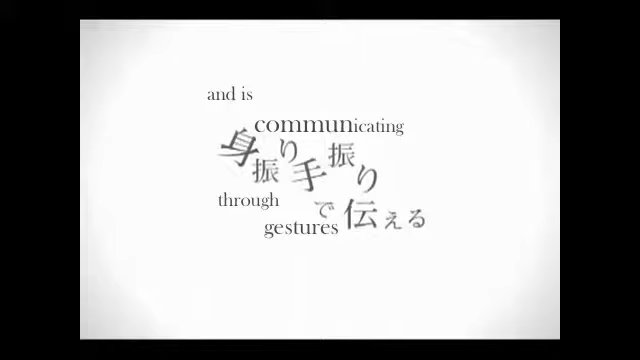 and is
communicating
身振り手振り
through
で伝える
gestures